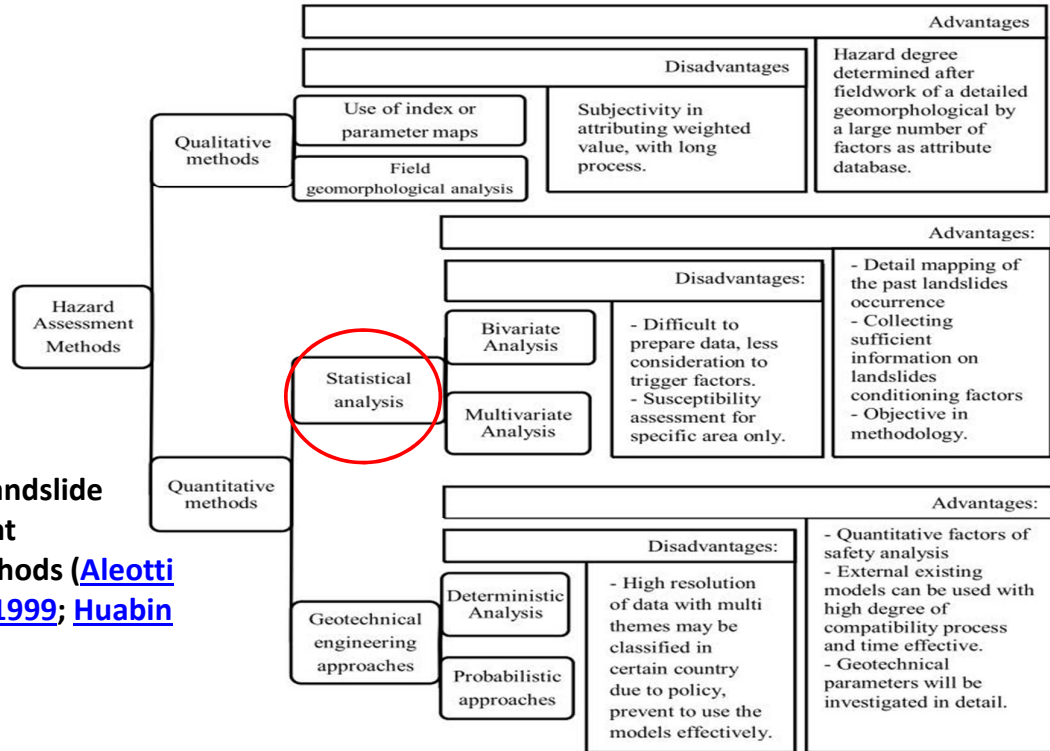 Advantages
Disadvantages
Hazard degree
determined after
fieldwork of a detailed
geomorphological by
a large number of
factors as attribute
database.
Use of index or
parameter maps
Subjectivity in
attributing weighted
value, with long
process.
Qualitative
methods
Field
geomorphological analysis
Advantages:
Disadvantages:
- Detail mapping of
the past landslides
occurrence
- Collecting
sufficient
information on
landslides
conditioning factors
- Objective in
methodology.
Hazard
Assessment
Methods
Bivariate
Analysis
- Difficult to
prepare data, less
consideration to
trigger factors.
- Susceptibility
assessment for
specific area only.
Statistical
analysis
Multivariate
Analysis
Quantitative
methods
andslide
nt
hods (Aleotti
1999; Huabin
Advantages:
Disadvantages:
- Quantitative factors of
safety analysis
- External existing
models can be used with
high degree of
compatibility process
and time effective.
- Geotechnical
parameters will be
investigated in detail.
Deterministic
Analysis
- High resolution
of data with multi
themes may be
classified in
certain country
due to policy,
prevent to use the
models effectively.
Geotechnical
engineering
approaches
Probabilistic
approaches